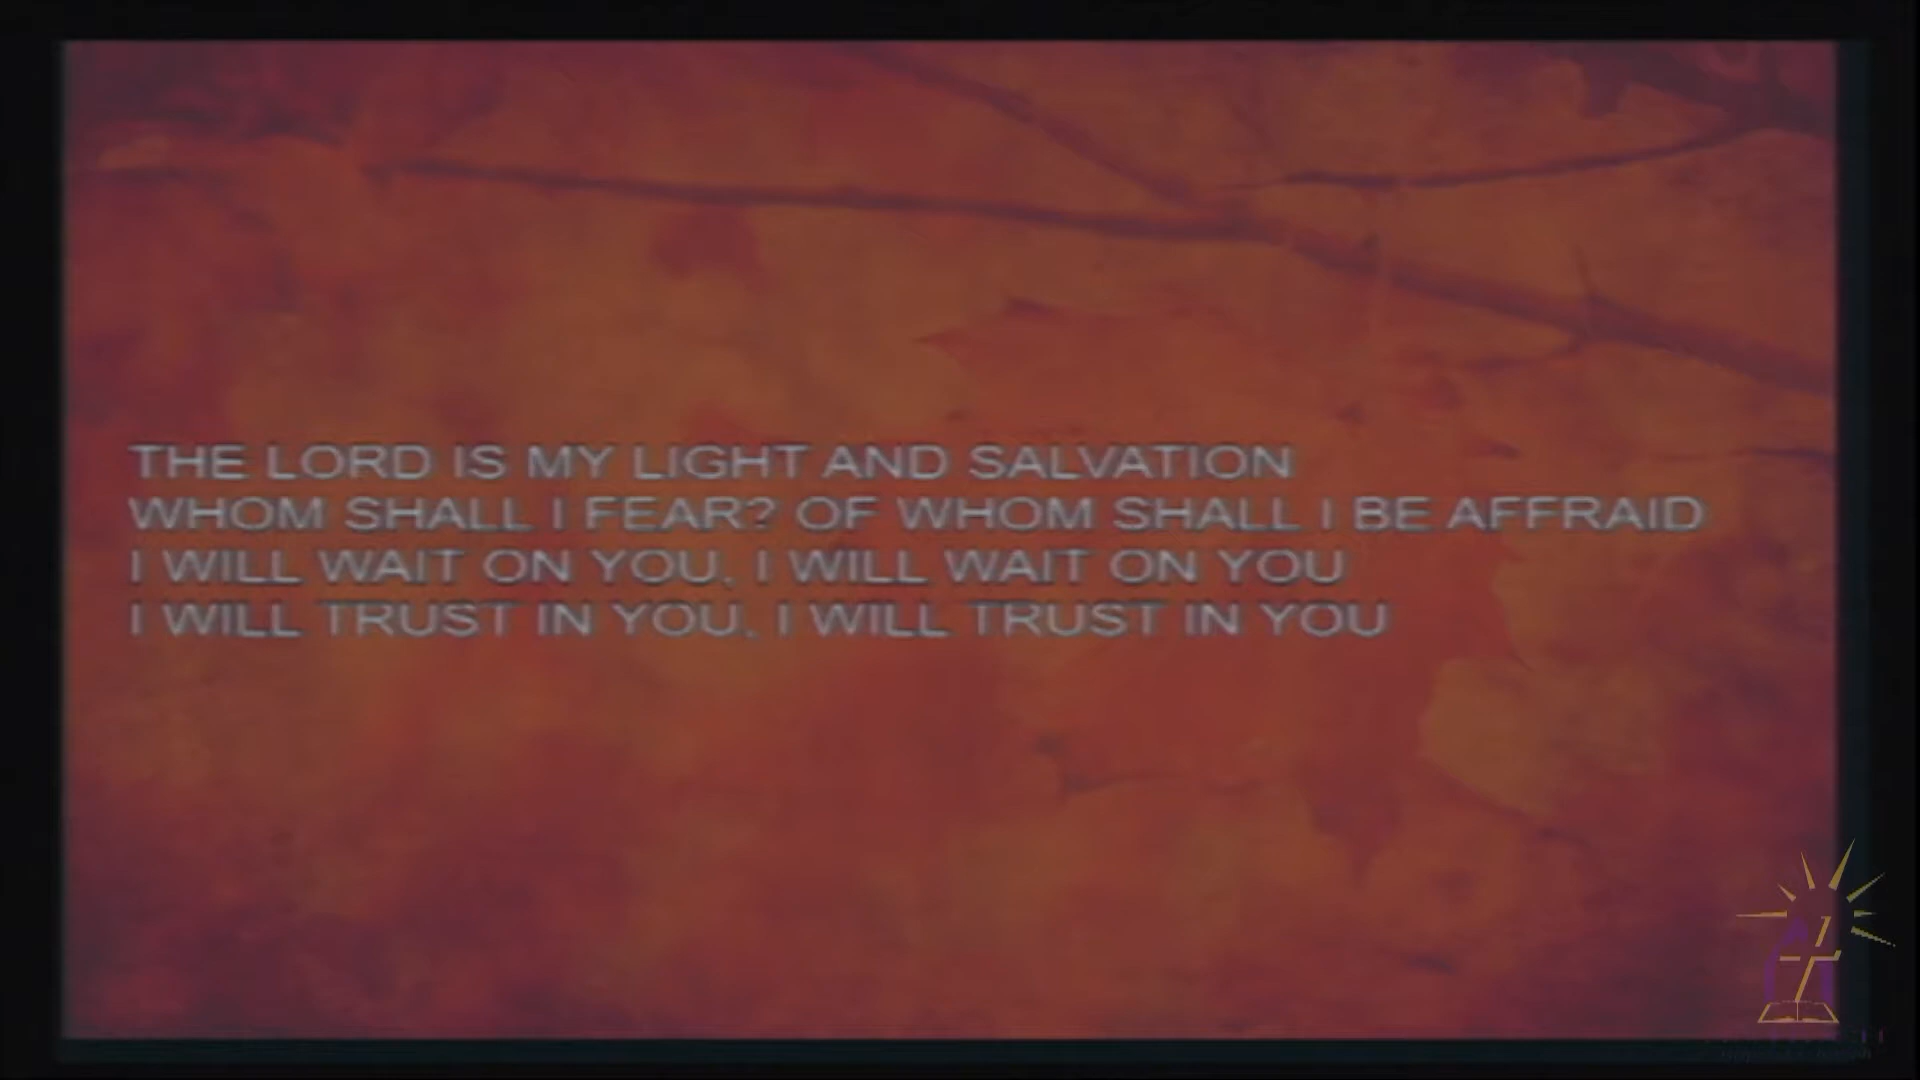 THE LORD IS MY LIGHT AND SALVATION
WHOM SHALL I FEAR? OF WHOM SHALL I BE AFFRAID
I WILL WAIT ON YOU, I WILL WAIT ON YOU
I WILL TRUST IN YOU, I WILL TRUST IN YOU